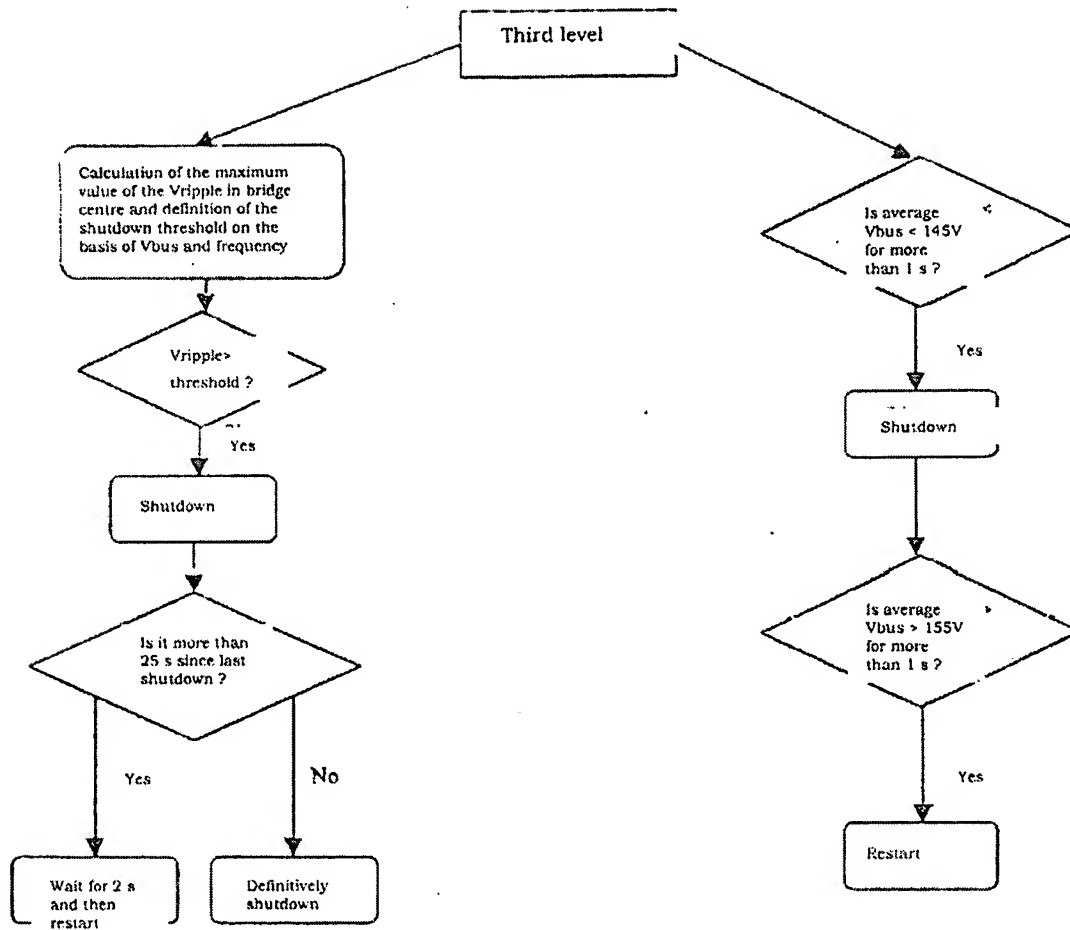 Third level
Calculation of the maximum
value of the Vripple in bridge
centre and definition of the
shutdown threshold on the
basis of Vbus and frequency
Vripple>
threshold ?
Yes
Shutdown
Is it more than
25 s since last
shutdown ?
Yes
No
Wait for 2 s
and then
restart
Definitively
shutdown
Is average
Vbus < 145V
for more
than 1 s ?
Yes
Shutdown
Is average
Vbus > 155V
for more
than 1 s ?
Yes
Restart